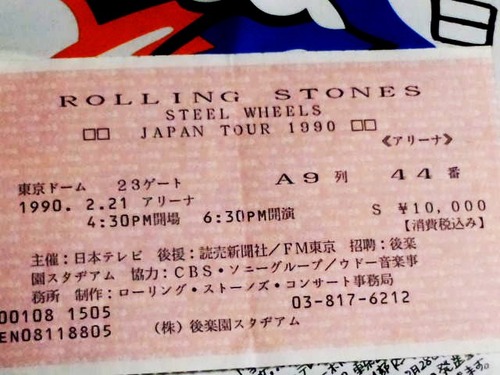 ROLLING STONES
STEEL WHEELS
□□ JAPAN TOUR 1990 □□
《アリーナ》
東京ドーム 23ゲート A9 列 44 番
1990. 2.21 アリーナ
4:30PM開場 6:30PM開演 S ¥10,000
【消費税込み】
主催:日本テレビ 後援:読売新聞社/FM東京 招聘:後楽
園スタヂアム 協力:CBS・ソニーグループ/ウドー音楽事
務所 制作:ローリング・ストーンズ・コンサート事務局
00108 1505 03-817-6212
EN08118805 (株)後楽園スタヂアム